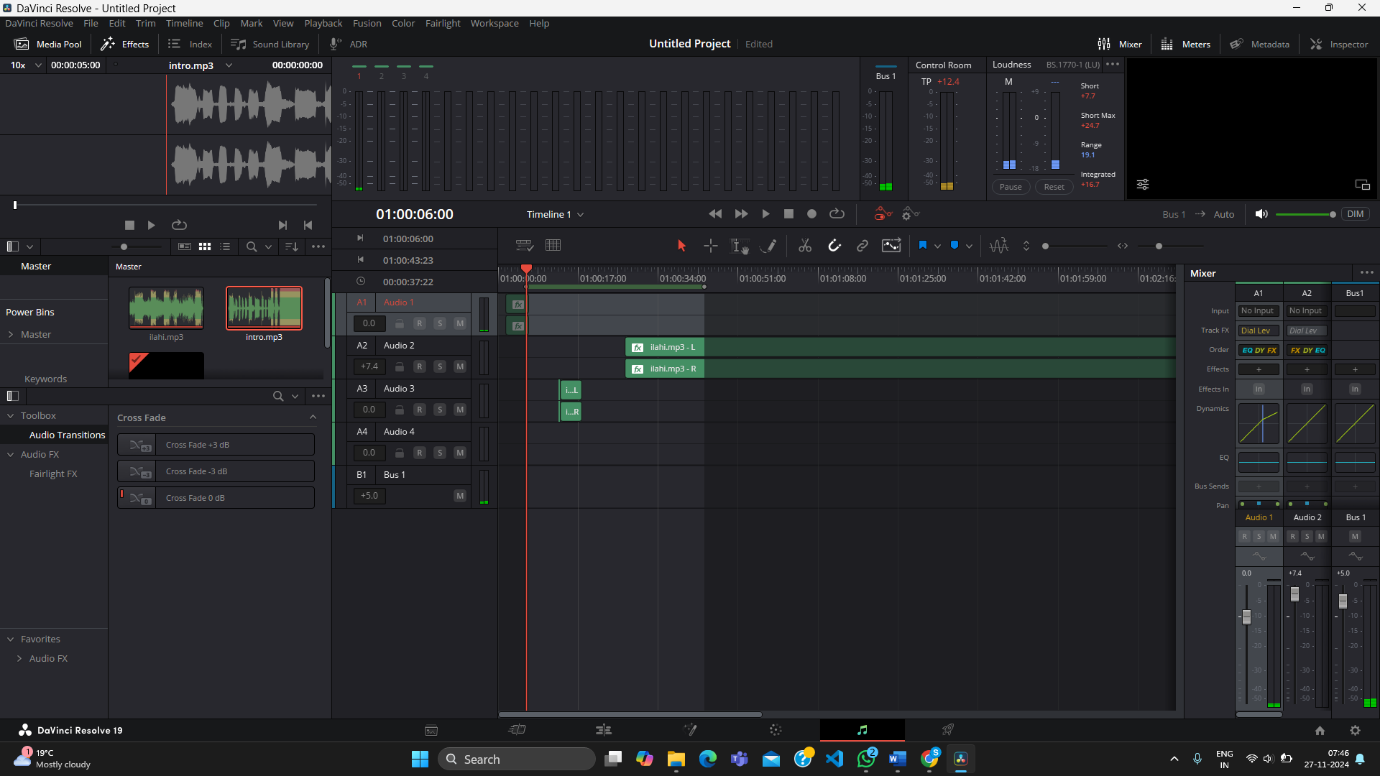 DaVinci Resolve - Untitled Project
DaVinci Resolve File Edit Trim Timeline Clip Mark View Playback Fusion Color Fairlight Workspace Help
Media Pool Effects Index Sound Library ADR Untitled Project Edited Mixer Meters Metadata Inspector
10x 00:00:05:00 intro.mp3 00:00:00:00
1 2 3 4
Bus 1
Control Room
TP +12.4
Loudness BS.1770-1 (LU)
M
Short
+7.7
Short Max
+24.7
Range
19.1
Integrated
+16.7
Pause Reset
01:00:06:00 Timeline 1 Bus 1 Auto DIM
01:00:06:00
01:00:43:23
00:00:37:22
Master
Master
Power Bins
Master
Keywords
ilahi.mp3 intro.mp3
01:00:00:00 01:00:17:00 01:00:34:00 01:00:51:00 01:01:08:00 01:01:25:00 01:01:42:00 01:01:59:00 01:02:16:
A1 Audio 1
0.0 R S M
fx
fx
A2 Audio 2
+7.4 R S M
fx ilahi.mp3 - L
fx ilahi.mp3 - R
A3 Audio 3
0.0 R S M
i...L
i...R
A4 Audio 4
0.0 R S M
B1 Bus 1
+5.0 M
Toolbox
Audio Transitions
Audio FX
Fairlight FX
Cross Fade
Cross Fade +3 dB
Cross Fade -3 dB
Cross Fade 0 dB
Favorites
Audio FX
Mixer
A1 A2 Bus1
Input No Input No Input
Track FX Dial Lev Dial Lev
Order EQ DY FX FX DY EQ
Effects + + +
Effects In In In In
Dynamics
EQ
Bus Sends
Pan
Audio 1 Audio 2 Bus 1
R S M R S M M
0.0 +7.4 +5.0
DaVinci Resolve 19
1 19°C
Mostly cloudy
Search
2
S
ENG
IN
07:46
27-11-2024